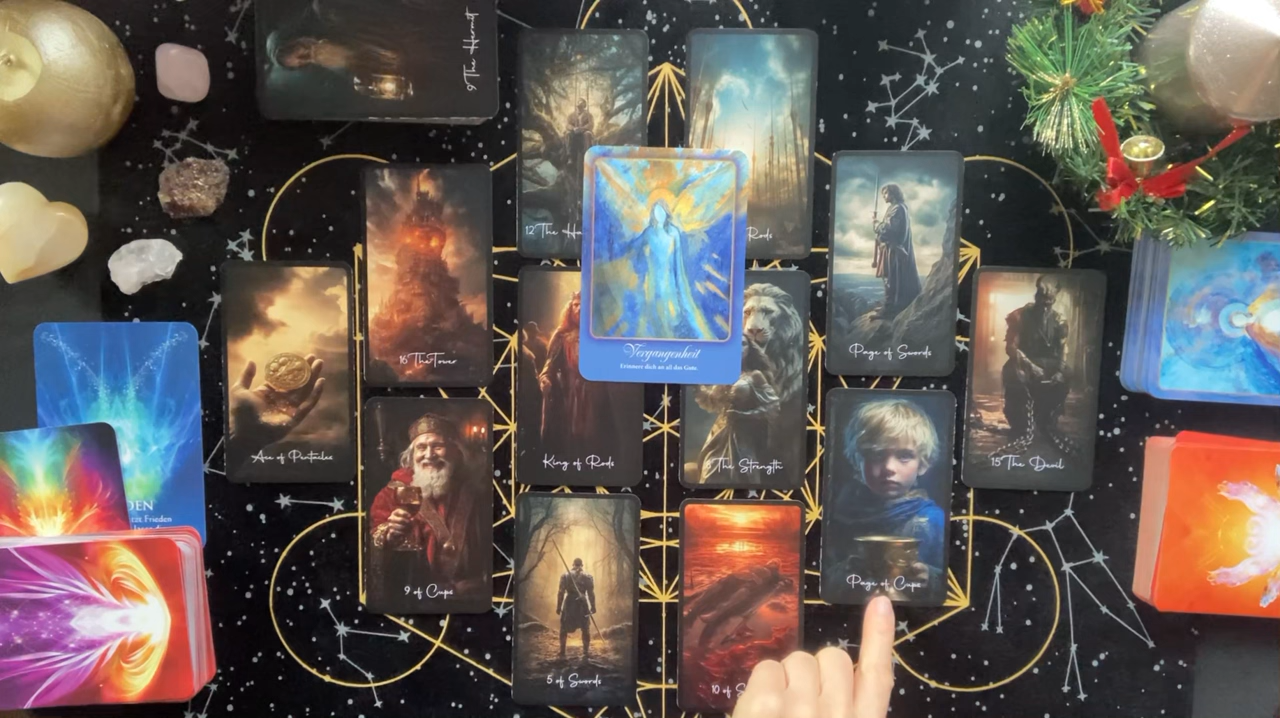 9 The Hermit
12 The Ha
Rods
16 The Tower
Page of Swords
Vergangenheit
Erinnere dich an all das Gute.
Ace of Pentacles
King of Rods
The Strength
15 The Devil
DEN
Frieden
9 of Cups
Page of Cups
5 of Swords
10 of S